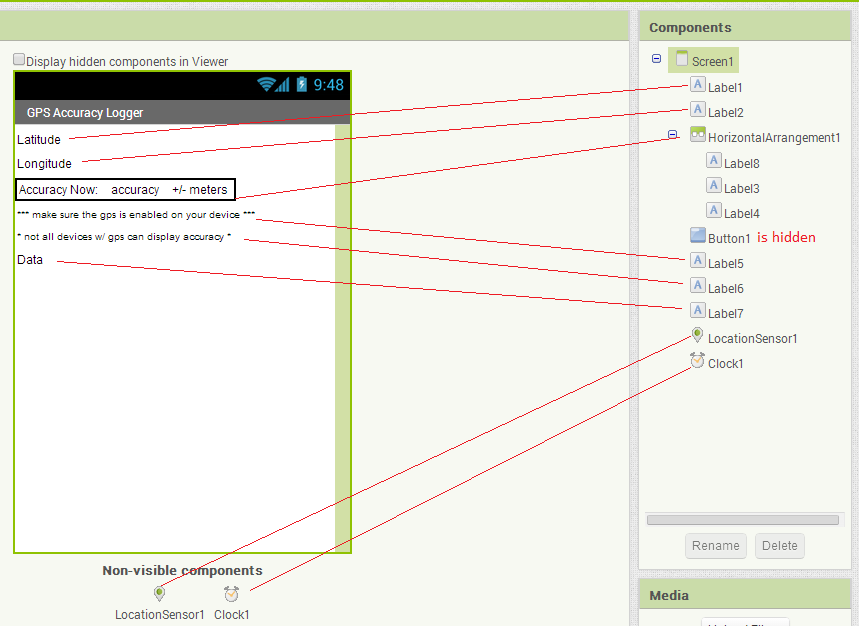 Components
Display hidden components in Viewer
Screen1
9:48
Label1
GPS Accuracy Logger
Label2
Latitude
HorizontalArrangement1
Longitude
Label8
Accuracy Now: accuracy +/- meters
Label3
*** make sure the gps is enabled on your device ***
Label4
* not all devices w/ gps can display accuracy *
Button1 is hidden
Data
Label5
Label6
Label7
LocationSensor1
Clock1
Rename Delete
Non-visible components
Media
LocationSensor1 Clock1